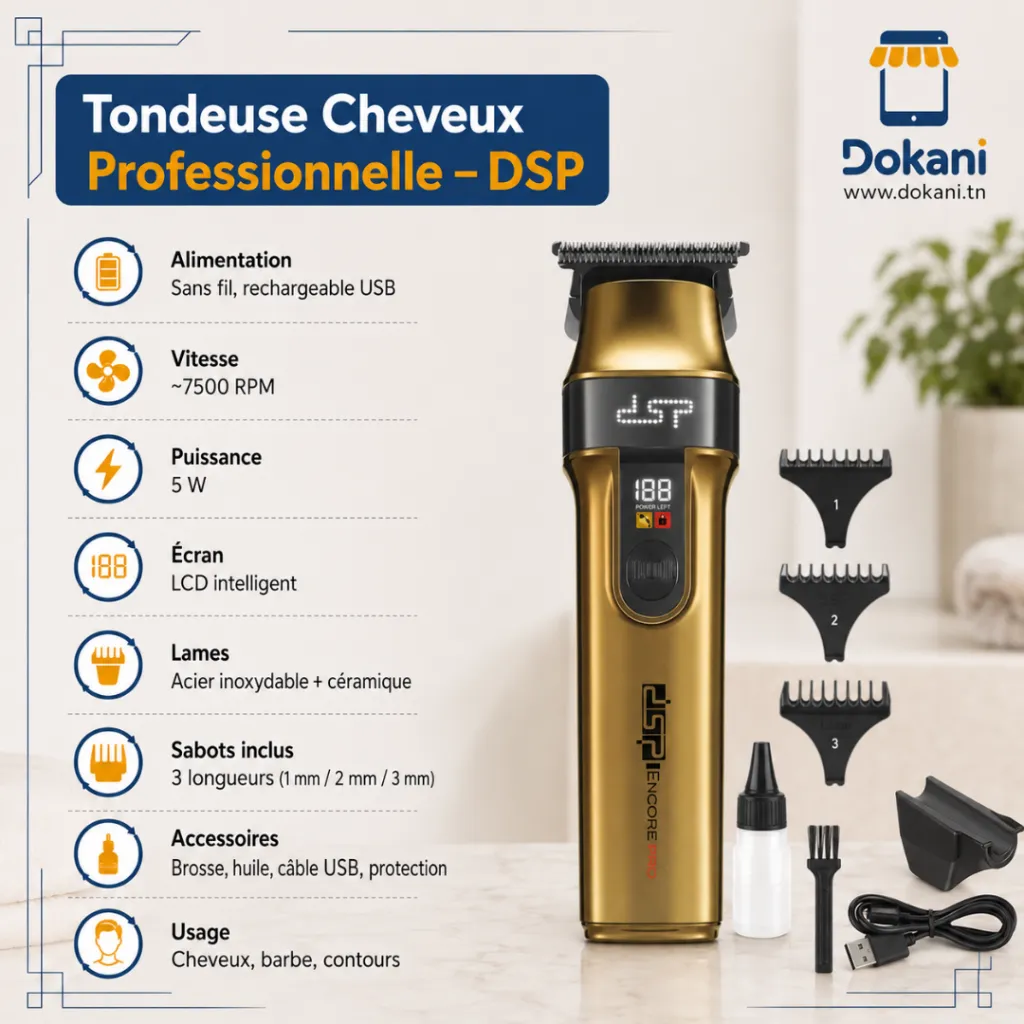 Tondeuse Cheveux
Professionnelle – DSP
Dokani
www.dokani.tn
Alimentation
Sans fil, rechargeable USB
Vitesse
~7500 RPM
Puissance
5 W
Écran
LCD intelligent
188
Lames
Acier inoxydable + céramique
Sabots inclus
3 longueurs (1 mm / 2 mm / 3 mm)
Accessoires
Brosse, huile, câble USB, protection
Usage
Cheveux, barbe, contours
dsp
188
POWER LEFT
dsp
ENCORE
1
2
3